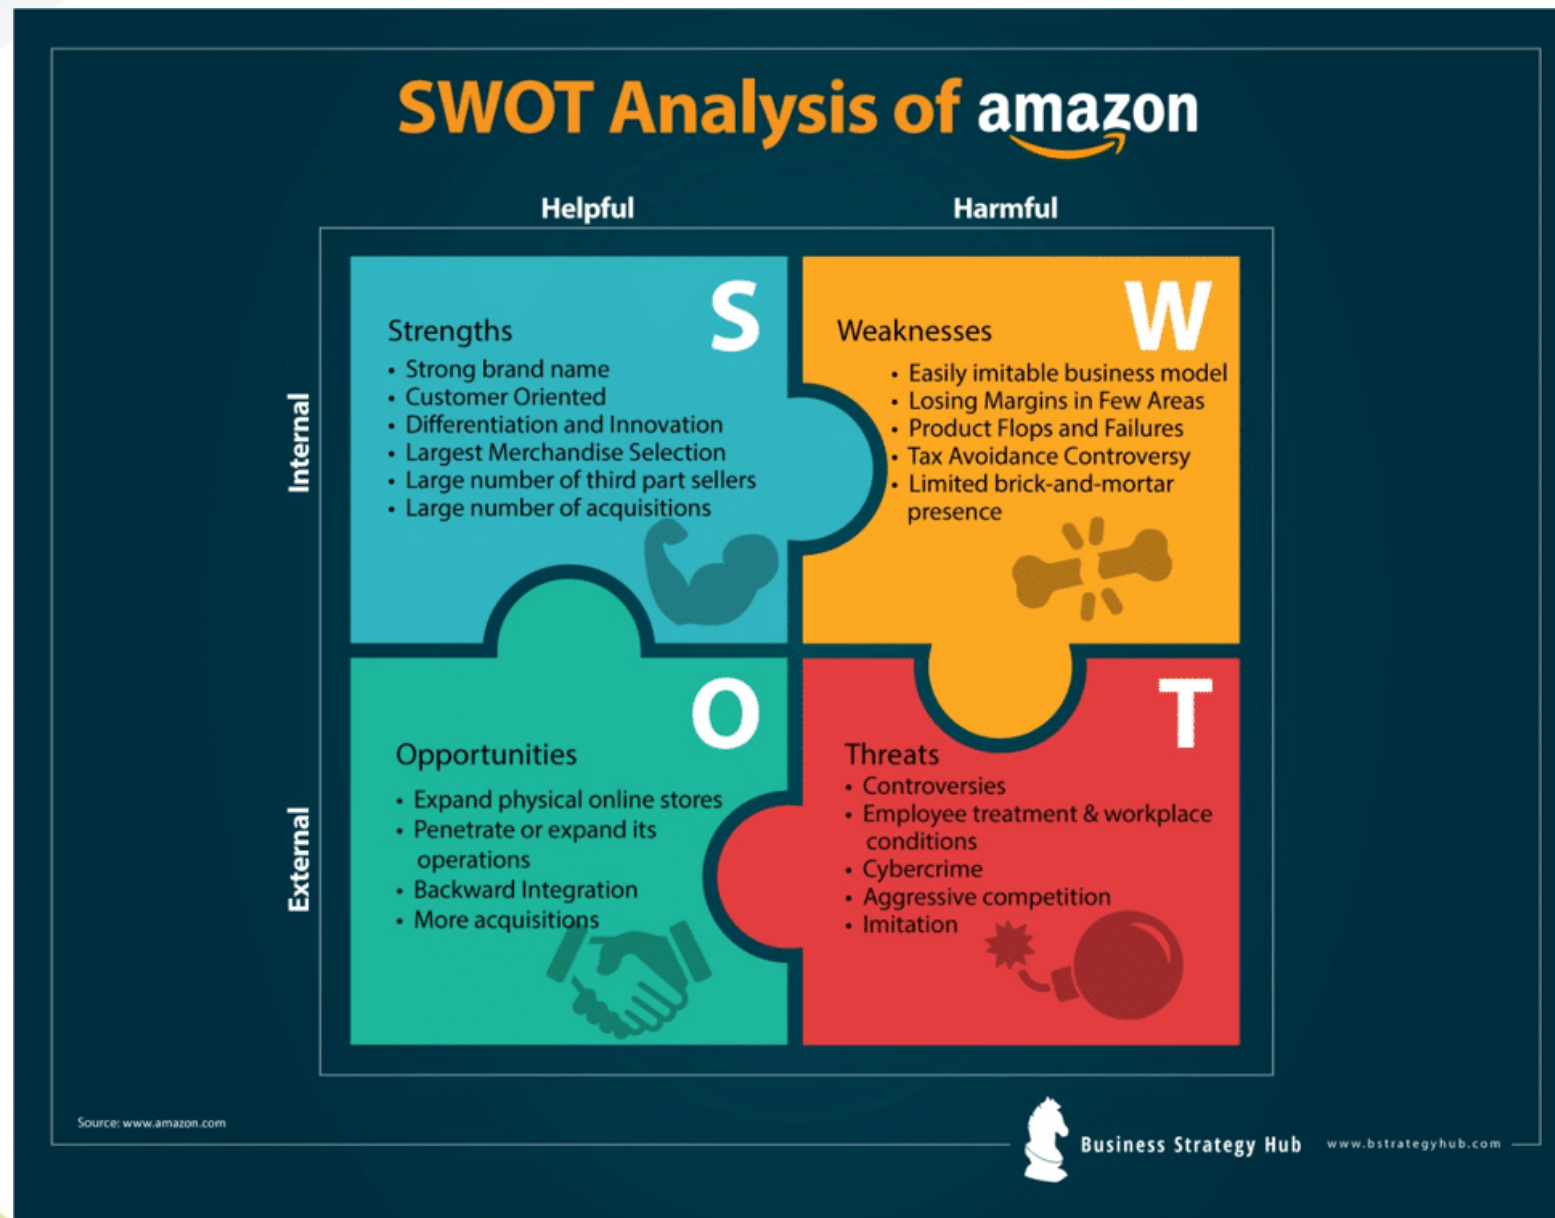 SWOT Analysis of amazon
Helpful
Harmful
Internal
S
Strengths
• Strong brand name
• Customer Oriented
• Differentiation and Innovation
• Largest Merchandise Selection
• Large number of third part sellers
• Large number of acquisitions
W
Weaknesses
• Easily imitable business model
• Losing Margins in Few Areas
• Product Flops and Failures
• Tax Avoidance Controversy
• Limited brick-and-mortar
presence
External
O
Opportunities
• Expand physical online stores
• Penetrate or expand its
operations
• Backward Integration
• More acquisitions
T
Threats
• Controversies
• Employee treatment & workplace
conditions
• Cybercrime
• Aggressive competition
• Imitation
Source: www.amazon.com
Business Strategy Hub
www.bstrategyhub.com